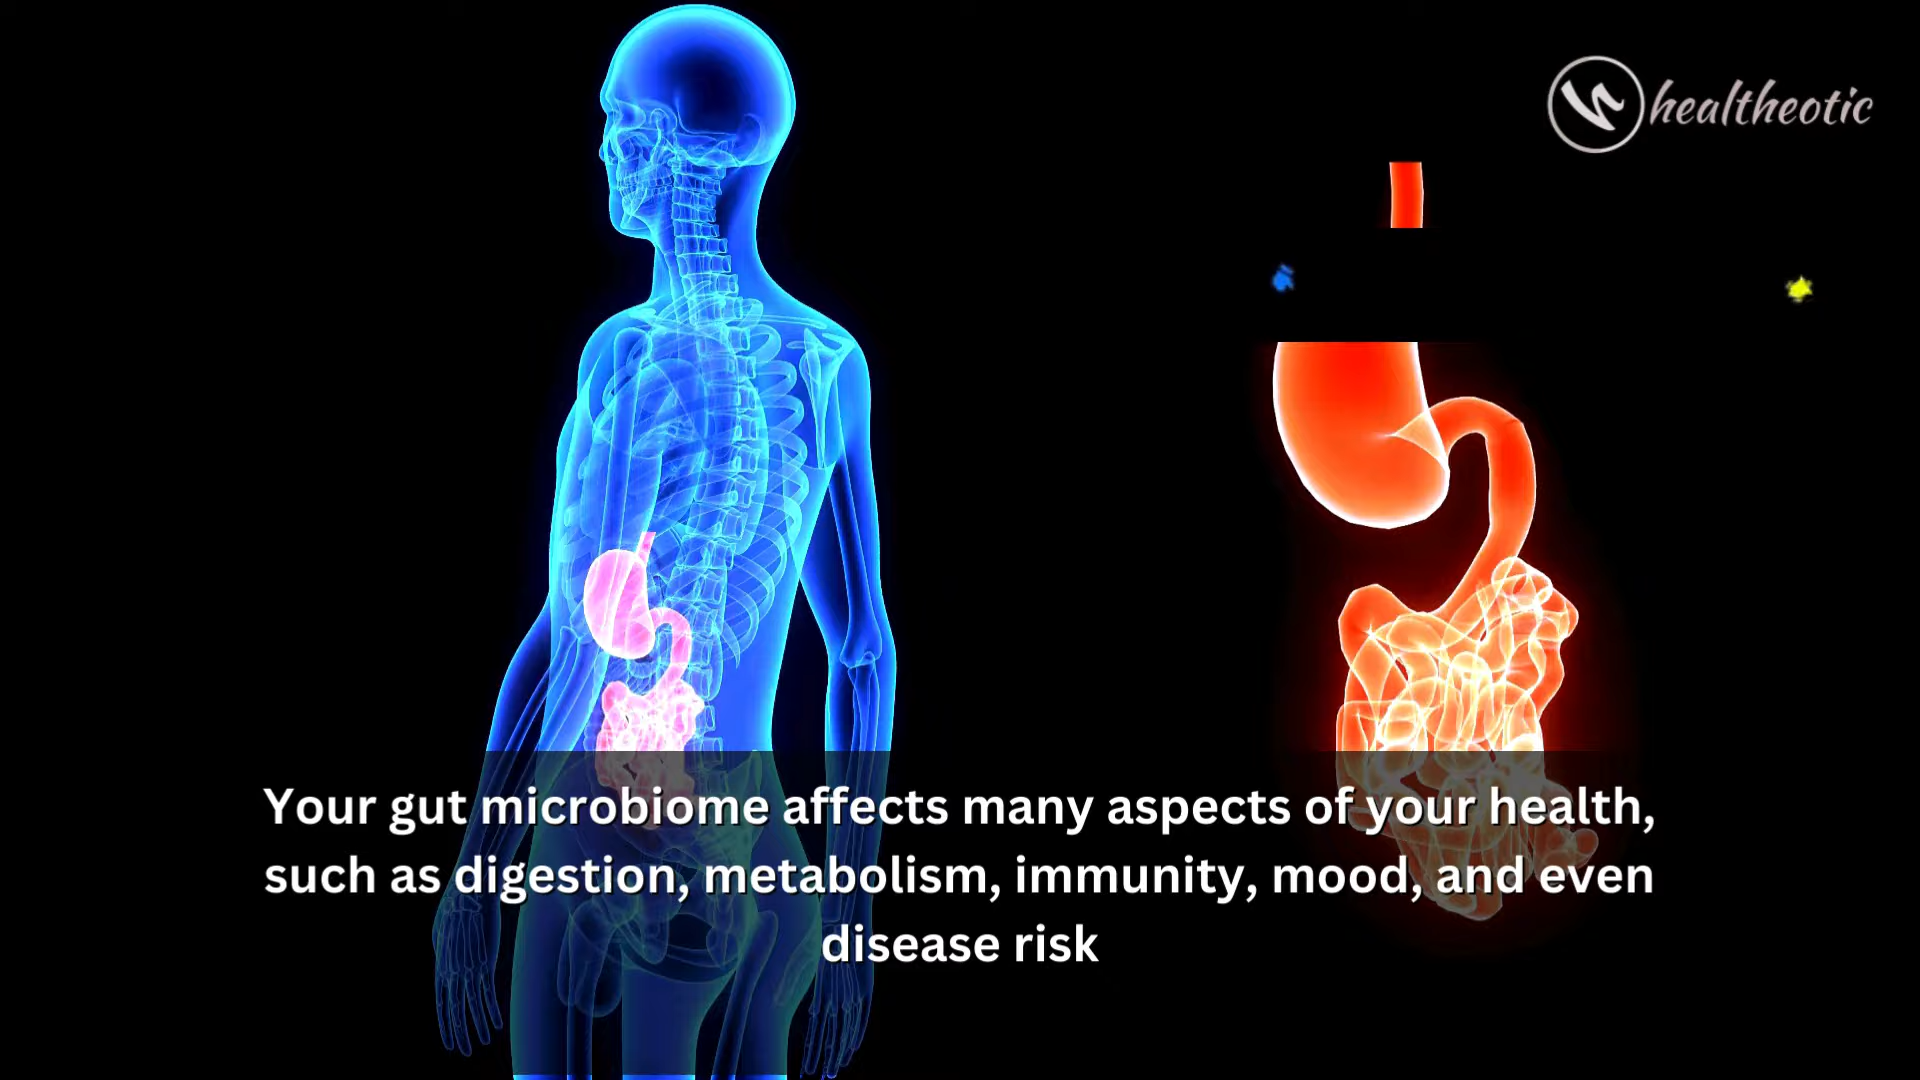 healtheotic
Your gut microbiome affects many aspects of your health,
such as digestion, metabolism, immunity, mood, and even
disease risk